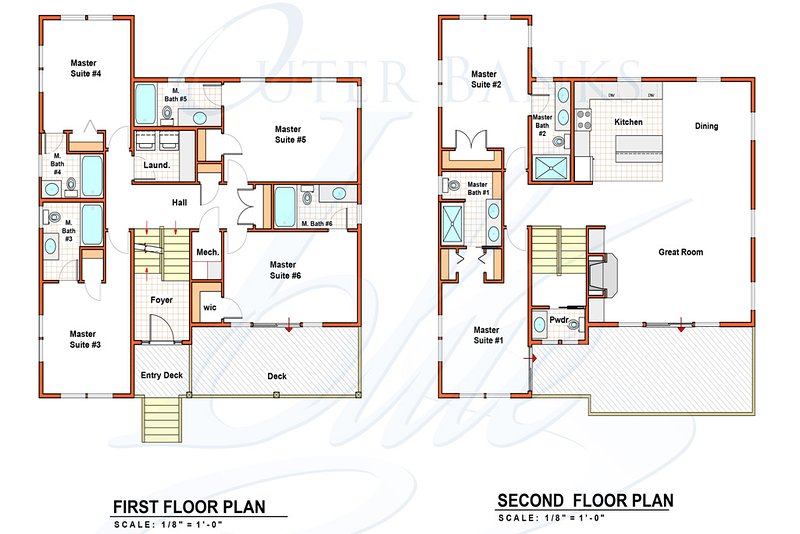 OUTER BANKS
Master
Suite #4
M.
Bath #5
Master
Suite #5
M.
Bath
#4
Laund.
Hall
M.
Bath
#3
M. Bath #6
Mech.
Master
Suite #6
Foyer
wic
Master
Suite #3
Entry Deck
Deck
FIRST FLOOR PLAN
SCALE: 1/8" = 1'-0"
Master
Suite #2
Master
Bath
#2
Kitchen
Dining
Master
Bath #1
Great Room
Master
Suite #1
Pwdr.
SECOND FLOOR PLAN
SCALE: 1/8" = 1'-0"